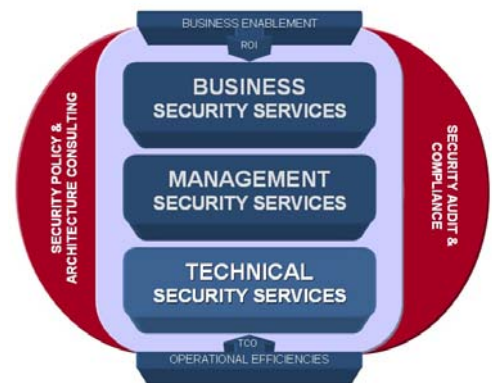 BUSINESS ENABLEMENT
ROI
SECURITY POLICY &
ARCHITECTURE CONSULTING
BUSINESS
SECURITY SERVICES
MANAGEMENT
SECURITY SERVICES
TECHNICAL
SECURITY SERVICES
SECURITY AUDIT &
COMPLIANCE
TCO
OPERATIONAL EFFICIENCIES